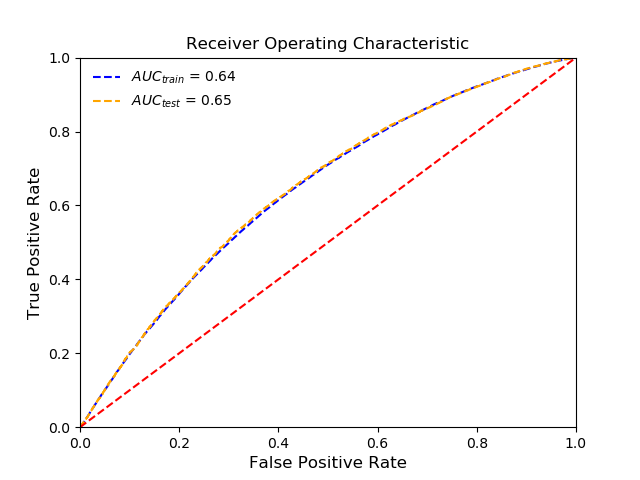 Receiver Operating Characteristic
AUCtrain = 0.64
AUCtest = 0.65
True Positive Rate
1.0
0.8
0.6
0.4
0.2
0.0
0.0 0.2 0.4 0.6 0.8 1.0
False Positive Rate